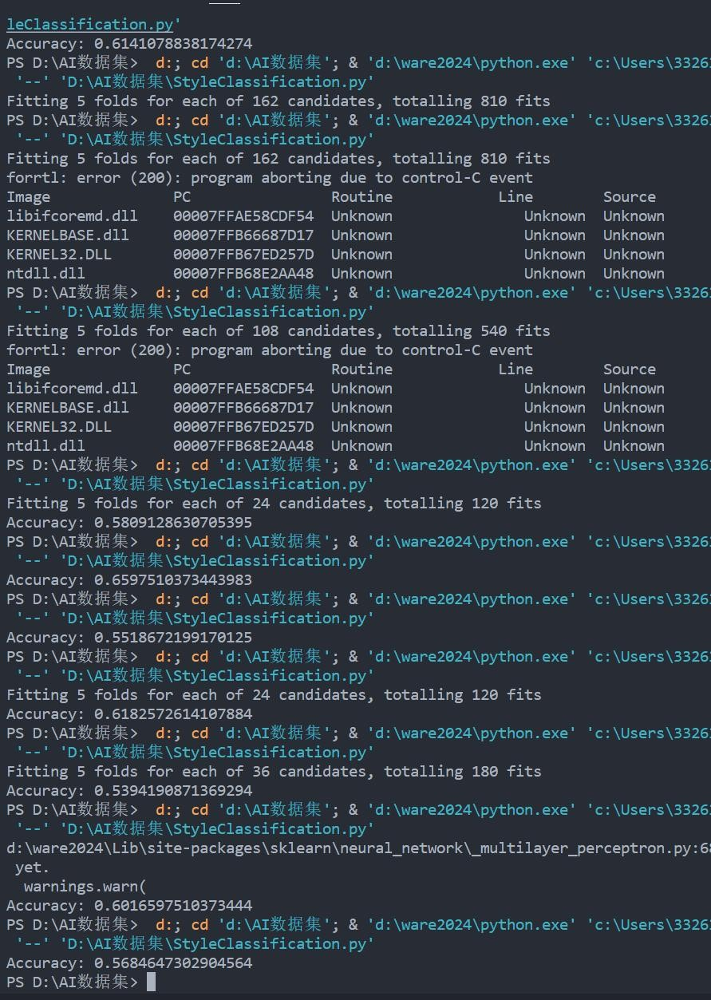 leClassification.py'
Accuracy: 0.6141078838174274
PS D:\AI数据集>  d:; cd 'd:\AI数据集'; & 'd:\ware2024\python.exe' 'c:\Users\33262
 '--' 'D:\AI数据集\StyleClassification.py'
Fitting 5 folds for each of 162 candidates, totalling 810 fits
PS D:\AI数据集>  d:; cd 'd:\AI数据集'; & 'd:\ware2024\python.exe' 'c:\Users\33262
 '--' 'D:\AI数据集\StyleClassification.py'
Fitting 5 folds for each of 162 candidates, totalling 810 fits
forrtl: error (200): program aborting due to control-C event
Image              PC                Routine            Line        Source
libifcoremd.dll    00007FFAE58CDF54  Unknown               Unknown  Unknown
KERNELBASE.dll     00007FFB66687D17  Unknown               Unknown  Unknown
KERNEL32.DLL       00007FFB67ED257D  Unknown               Unknown  Unknown
ntdll.dll          00007FFB68E2AA48  Unknown               Unknown  Unknown
PS D:\AI数据集>  d:; cd 'd:\AI数据集'; & 'd:\ware2024\python.exe' 'c:\Users\33262
 '--' 'D:\AI数据集\StyleClassification.py'
Fitting 5 folds for each of 108 candidates, totalling 540 fits
forrtl: error (200): program aborting due to control-C event
Image              PC                Routine            Line        Source
libifcoremd.dll    00007FFAE58CDF54  Unknown               Unknown  Unknown
KERNELBASE.dll     00007FFB66687D17  Unknown               Unknown  Unknown
KERNEL32.DLL       00007FFB67ED257D  Unknown               Unknown  Unknown
ntdll.dll          00007FFB68E2AA48  Unknown               Unknown  Unknown
PS D:\AI数据集>  d:; cd 'd:\AI数据集'; & 'd:\ware2024\python.exe' 'c:\Users\33262
 '--' 'D:\AI数据集\StyleClassification.py'
Fitting 5 folds for each of 24 candidates, totalling 120 fits
Accuracy: 0.5809128630705395
PS D:\AI数据集>  d:; cd 'd:\AI数据集'; & 'd:\ware2024\python.exe' 'c:\Users\33262
 '--' 'D:\AI数据集\StyleClassification.py'
Accuracy: 0.6597510373443983
PS D:\AI数据集>  d:; cd 'd:\AI数据集'; & 'd:\ware2024\python.exe' 'c:\Users\33262
 '--' 'D:\AI数据集\StyleClassification.py'
Accuracy: 0.5518672199170125
PS D:\AI数据集>  d:; cd 'd:\AI数据集'; & 'd:\ware2024\python.exe' 'c:\Users\33262
 '--' 'D:\AI数据集\StyleClassification.py'
Fitting 5 folds for each of 24 candidates, totalling 120 fits
Accuracy: 0.6182572614107884
PS D:\AI数据集>  d:; cd 'd:\AI数据集'; & 'd:\ware2024\python.exe' 'c:\Users\33262
 '--' 'D:\AI数据集\StyleClassification.py'
Fitting 5 folds for each of 36 candidates, totalling 180 fits
Accuracy: 0.5394190871369294
PS D:\AI数据集>  d:; cd 'd:\AI数据集'; & 'd:\ware2024\python.exe' 'c:\Users\33262
 '--' 'D:\AI数据集\StyleClassification.py'
d:\ware2024\Lib\site-packages\sklearn\neural_network\_multilayer_perceptron.py:68
 yet.
  warnings.warn(
Accuracy: 0.6016597510373444
PS D:\AI数据集>  d:; cd 'd:\AI数据集'; & 'd:\ware2024\python.exe' 'c:\Users\33262
 '--' 'D:\AI数据集\StyleClassification.py'
Accuracy: 0.5684647302904564
PS D:\AI数据集>